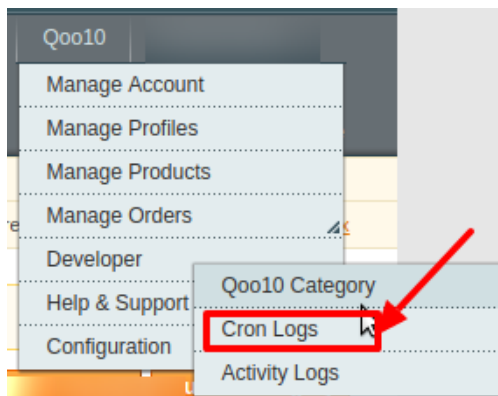 Qoo10
Manage Account
Manage Profiles
Manage Products
Manage Orders
Developer
Help & Support
Configuration
Qoo10 Category
Cron Logs
Activity Logs